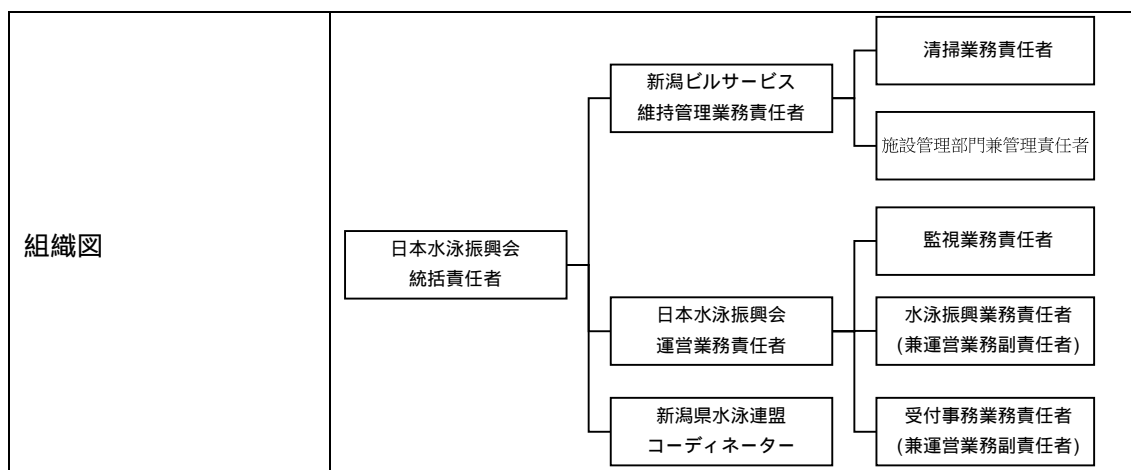 組織図
日本水泳振興会
統括責任者
新潟ビルサービス
維持管理業務責任者
清掃業務責任者
施設管理部門兼管理責任者
日本水泳振興会
運営業務責任者
監視業務責任者
水泳振興業務責任者
(兼運営業務副責任者)
受付事務業務責任者
(兼運営業務副責任者)
新潟県水泳連盟
コーディネーター